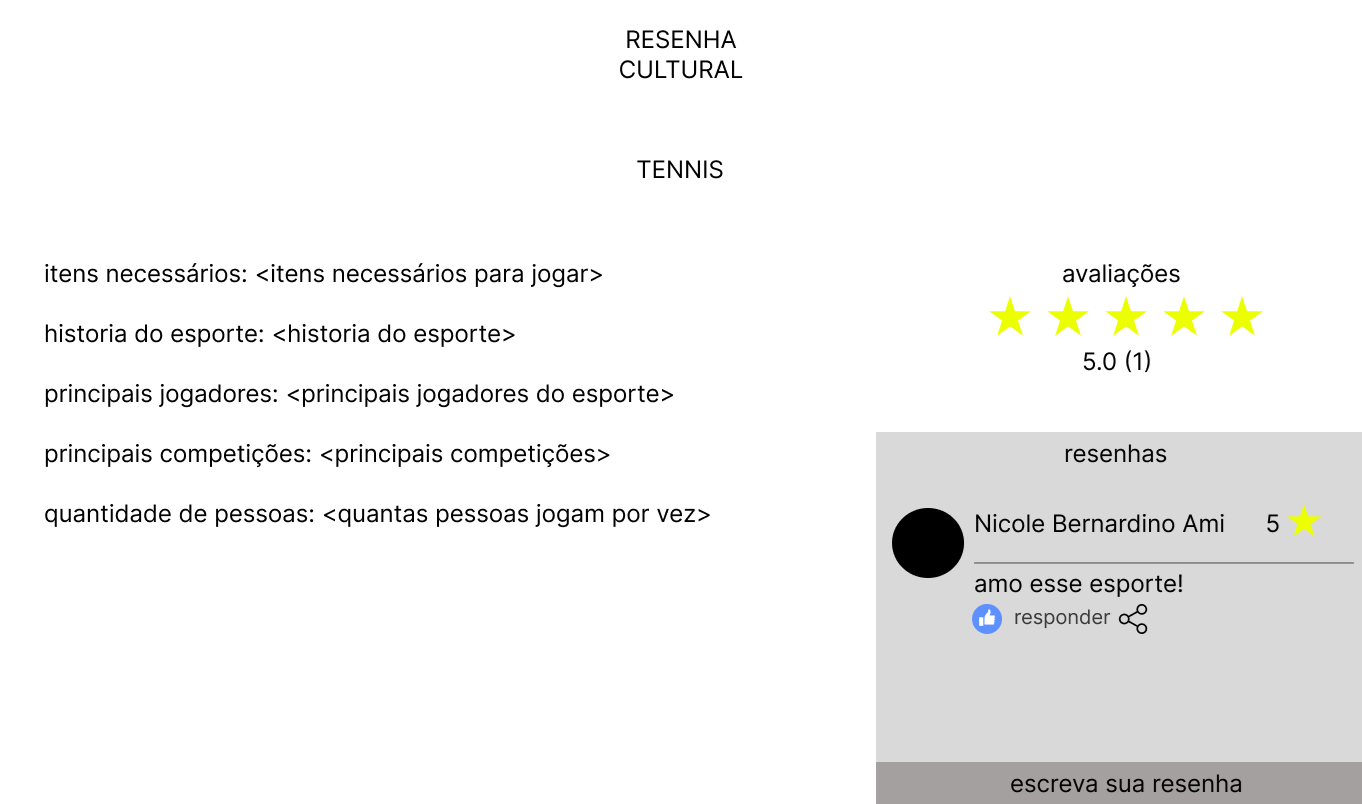 RESENHA
CULTURAL
TENNIS
itens necessários: <itens necessários para jogar>
historia do esporte: <historia do esporte>
principais jogadores: <principais jogadores do esporte>
principais competições: <principais competições>
quantidade de pessoas: <quantas pessoas jogam por vez>
avaliações
5.0 (1)
resenhas
Nicole Bernardino Ami 5
amo esse esporte!
responder
escreva sua resenha